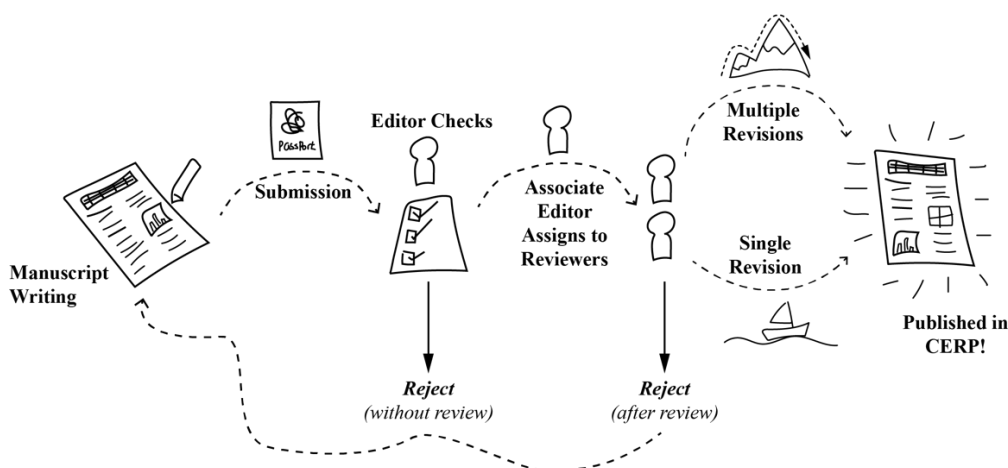 Manuscript
Writing
PASSPort
Submission
Editor Checks
Associate
Editor
Assigns to
Reviewers
Multiple
Revisions
Single
Revision
Published in
CERP!
Reject
(without review)
Reject
(after review)